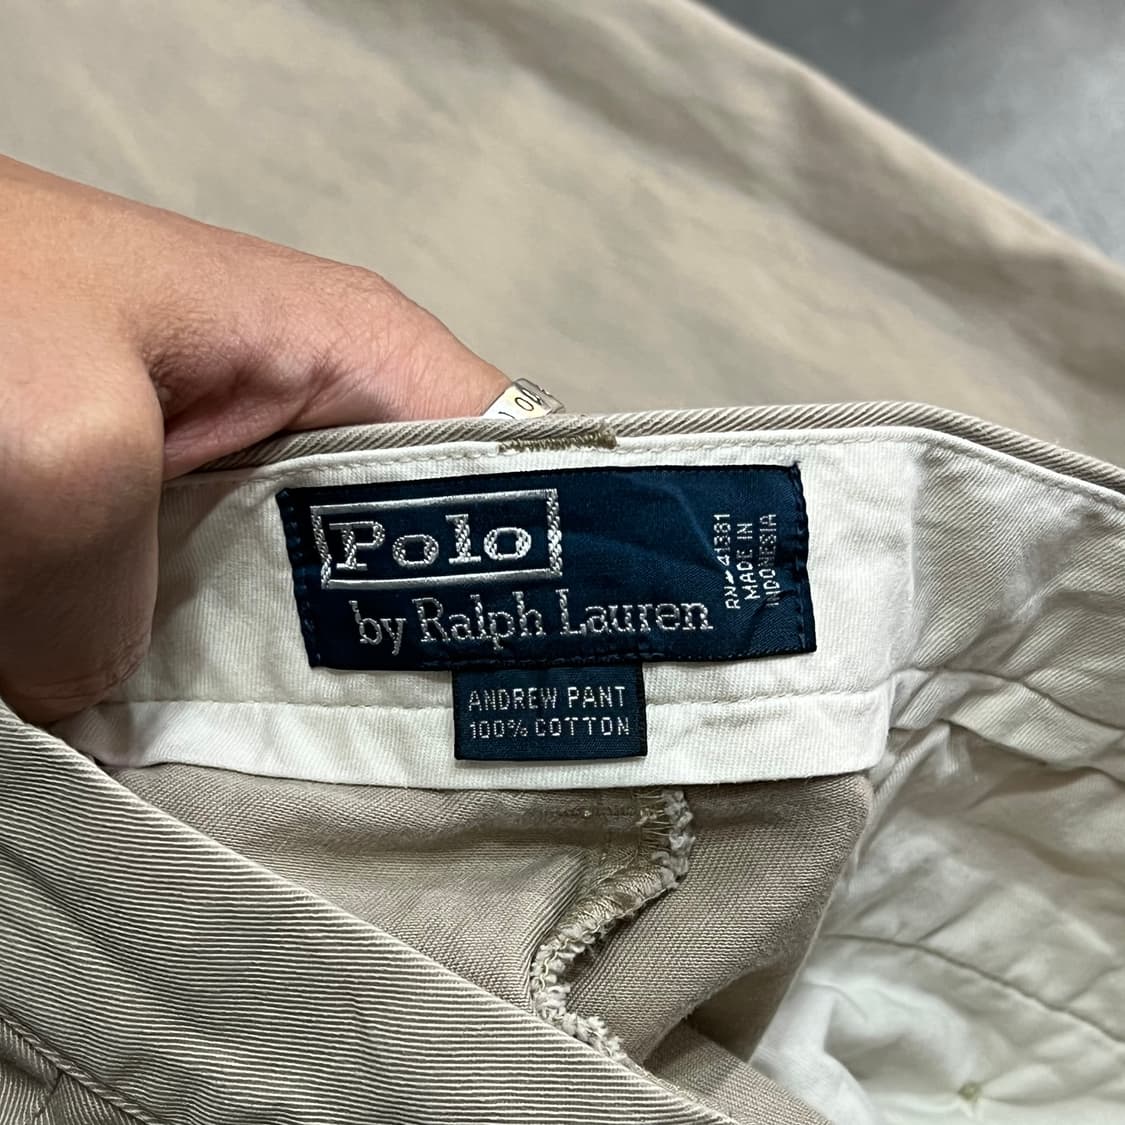 Polo
by Ralph Lauren
RN 41381
MADE IN
INDONESIA
ANDREW PANT
100% COTTON